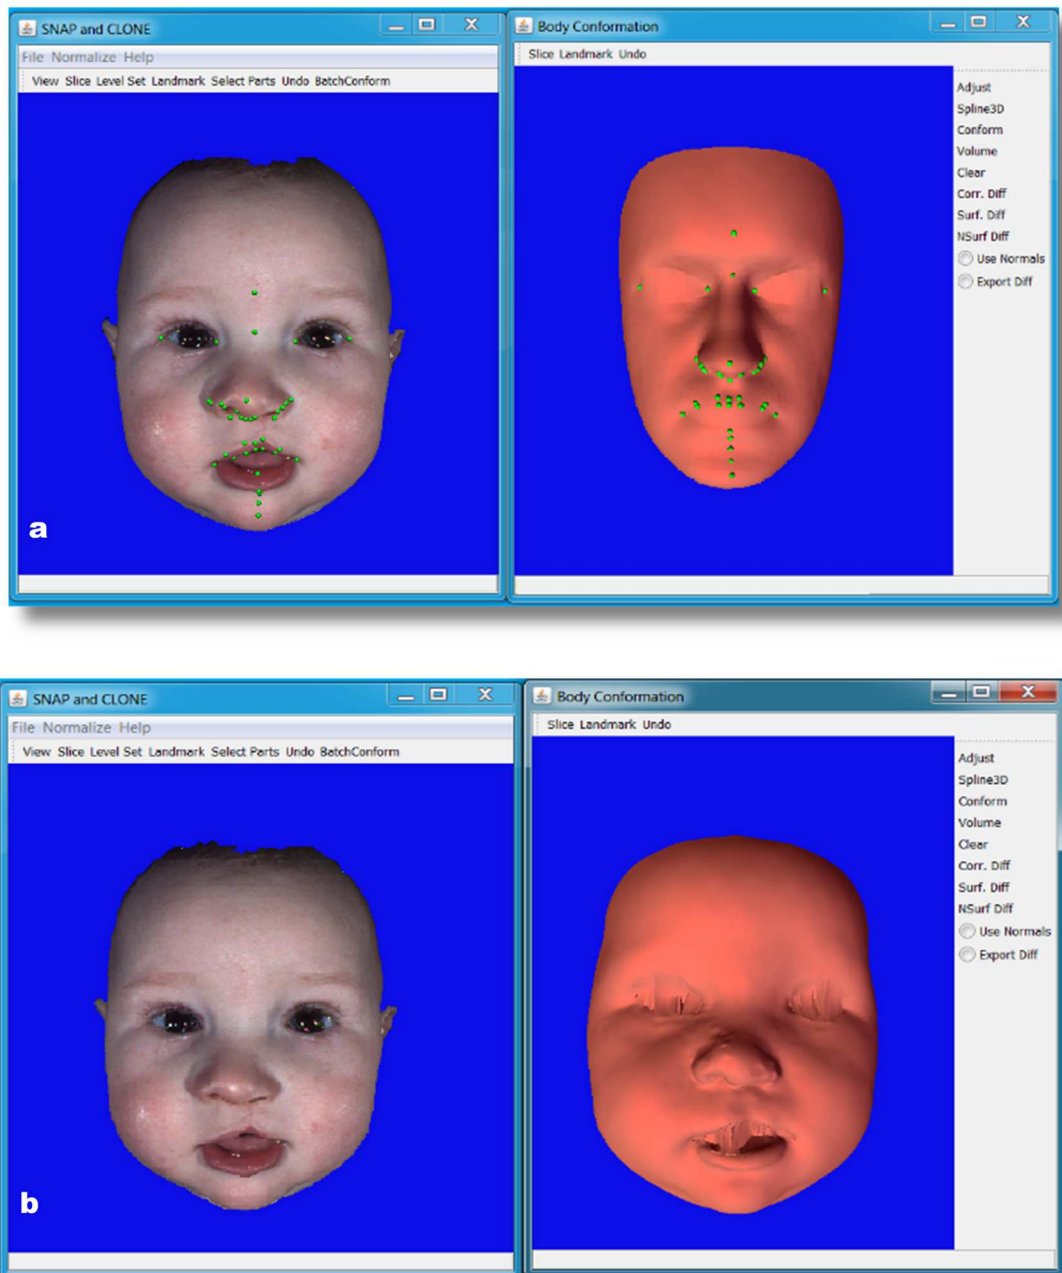 SNAP and CLONE
File Normalize Help
View Slice Level Set Landmark Select Parts Undo BatchConform
a
Body Conformation
Slice Landmark Undo
Adjust
Spline3D
Conform
Volume
Clear
Corr. Diff
Surf. Diff
NSurf Diff
Use Normals
Export Diff
SNAP and CLONE
File Normalize Help
View Slice Level Set Landmark Select Parts Undo BatchConform
b
Body Conformation
Slice Landmark Undo
Adjust
Spline3D
Conform
Volume
Clear
Corr. Diff
Surf. Diff
NSurf Diff
Use Normals
Export Diff